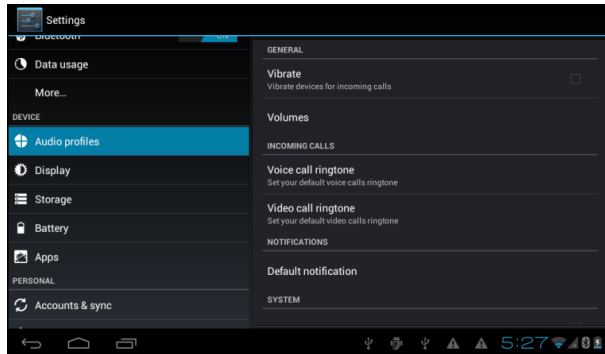 Settings
Bluetooth
ON
Data usage
More...
DEVICE
Audio profiles
Display
Storage
Battery
Apps
PERSONAL
Accounts & sync
GENERAL
Vibrate
Vibrate devices for incoming calls
Volumes
INCOMING CALLS
Voice call ringtone
Set your default voice calls ringtone
Video call ringtone
Set your default video calls ringtone
NOTIFICATIONS
Default notification
SYSTEM
5:27